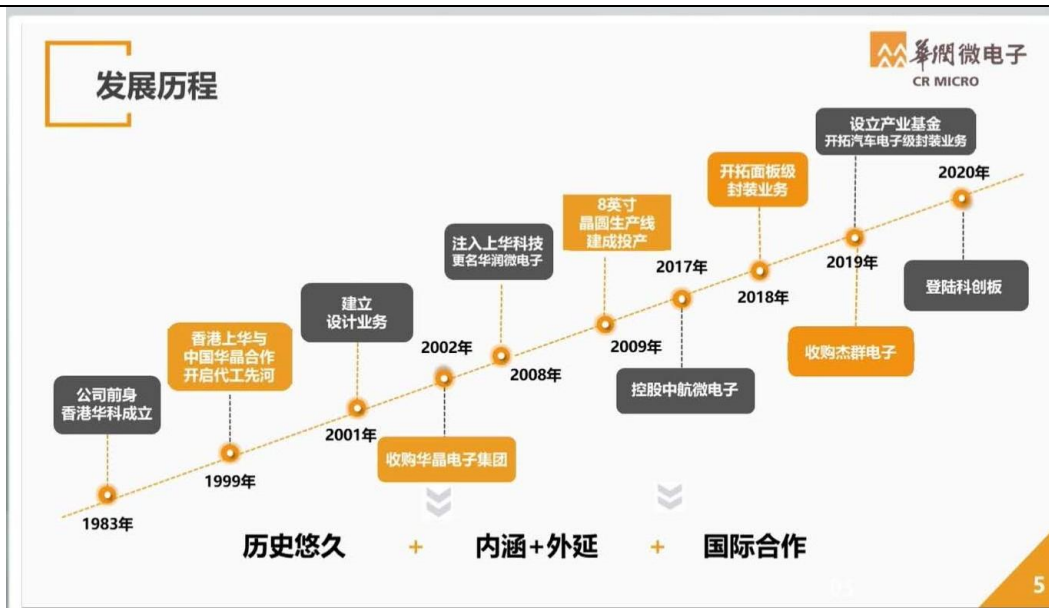 发展历程
華潤微电子
CR MICRO
公司前身
香港华科成立
1983年
香港上华与
中国华晶合作
开启代工先河
1999年
建立
设计业务
2001年
2002年
收购华晶电子集团
注入上华科技
更名华润微电子
2008年
8英寸
晶圆生产线
建成投产
2009年
2017年
控股中航微电子
开拓面板级
封装业务
2018年
设立产业基金
开拓汽车电子级封装业务
2019年
收购杰群电子
2020年
登陆科创板
历史悠久 + 内涵+外延 + 国际合作
05
5